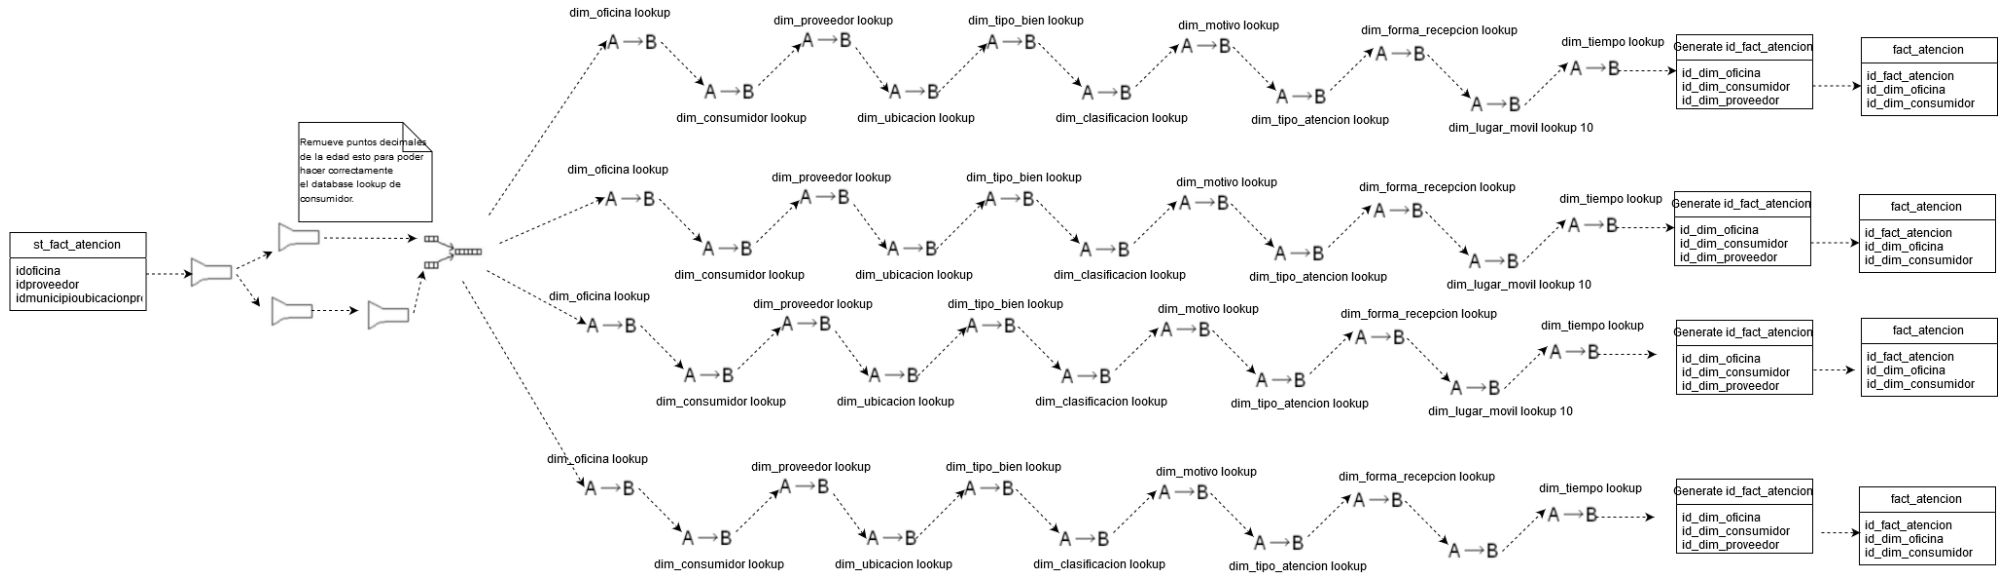 st_fact_atencion
idoficina
idproveedor
idmunicipioubicacionpr
Remueve puntos decimales
de la edad esto para poder
hacer correctamente
el database lookup de
consumidor.
dim_oficina lookup
A → B
dim_consumidor lookup
A → B
dim_proveedor lookup
A → B
dim_ubicacion lookup
A → B
dim_tipo_bien lookup
A → B
dim_clasificacion lookup
A → B
dim_motivo lookup
A → B
dim_tipo_atencion lookup
A → B
dim_forma_recepcion lookup
A → B
dim_lugar_movil lookup 10
A → B
dim_tiempo lookup
A → B
Generate id_fact_atencion
id_dim_oficina
id_dim_consumidor
id_dim_proveedor
fact_atencion
id_fact_atencion
id_dim_oficina
id_dim_consumidor
dim_oficina lookup
A → B
dim_consumidor lookup
A → B
dim_proveedor lookup
A → B
dim_ubicacion lookup
A → B
dim_tipo_bien lookup
A → B
dim_clasificacion lookup
A → B
dim_motivo lookup
A → B
dim_tipo_atencion lookup
A → B
dim_forma_recepcion lookup
A → B
dim_lugar_movil lookup 10
A → B
dim_tiempo lookup
A → B
Generate id_fact_atencion
id_dim_oficina
id_dim_consumidor
id_dim_proveedor
fact_atencion
id_fact_atencion
id_dim_oficina
id_dim_consumidor
dim_oficina lookup
A → B
dim_consumidor lookup
A → B
dim_proveedor lookup
A → B
dim_ubicacion lookup
A → B
dim_tipo_bien lookup
A → B
dim_clasificacion lookup
A → B
dim_motivo lookup
A → B
dim_tipo_atencion lookup
A → B
dim_forma_recepcion lookup
A → B
dim_lugar_movil lookup 10
A → B
dim_tiempo lookup
A → B
Generate id_fact_atencion
id_dim_oficina
id_dim_consumidor
id_dim_proveedor
fact_atencion
id_fact_atencion
id_dim_oficina
id_dim_consumidor
dim_oficina lookup
A → B
dim_consumidor lookup
A → B
dim_proveedor lookup
A → B
dim_ubicacion lookup
A → B
dim_tipo_bien lookup
A → B
dim_clasificacion lookup
A → B
dim_motivo lookup
A → B
dim_tipo_atencion lookup
A → B
dim_forma_recepcion lookup
A → B
A → B
dim_tiempo lookup
A → B
Generate id_fact_atencion
id_dim_oficina
id_dim_consumidor
id_dim_proveedor
fact_atencion
id_fact_atencion
id_dim_oficina
id_dim_consumidor